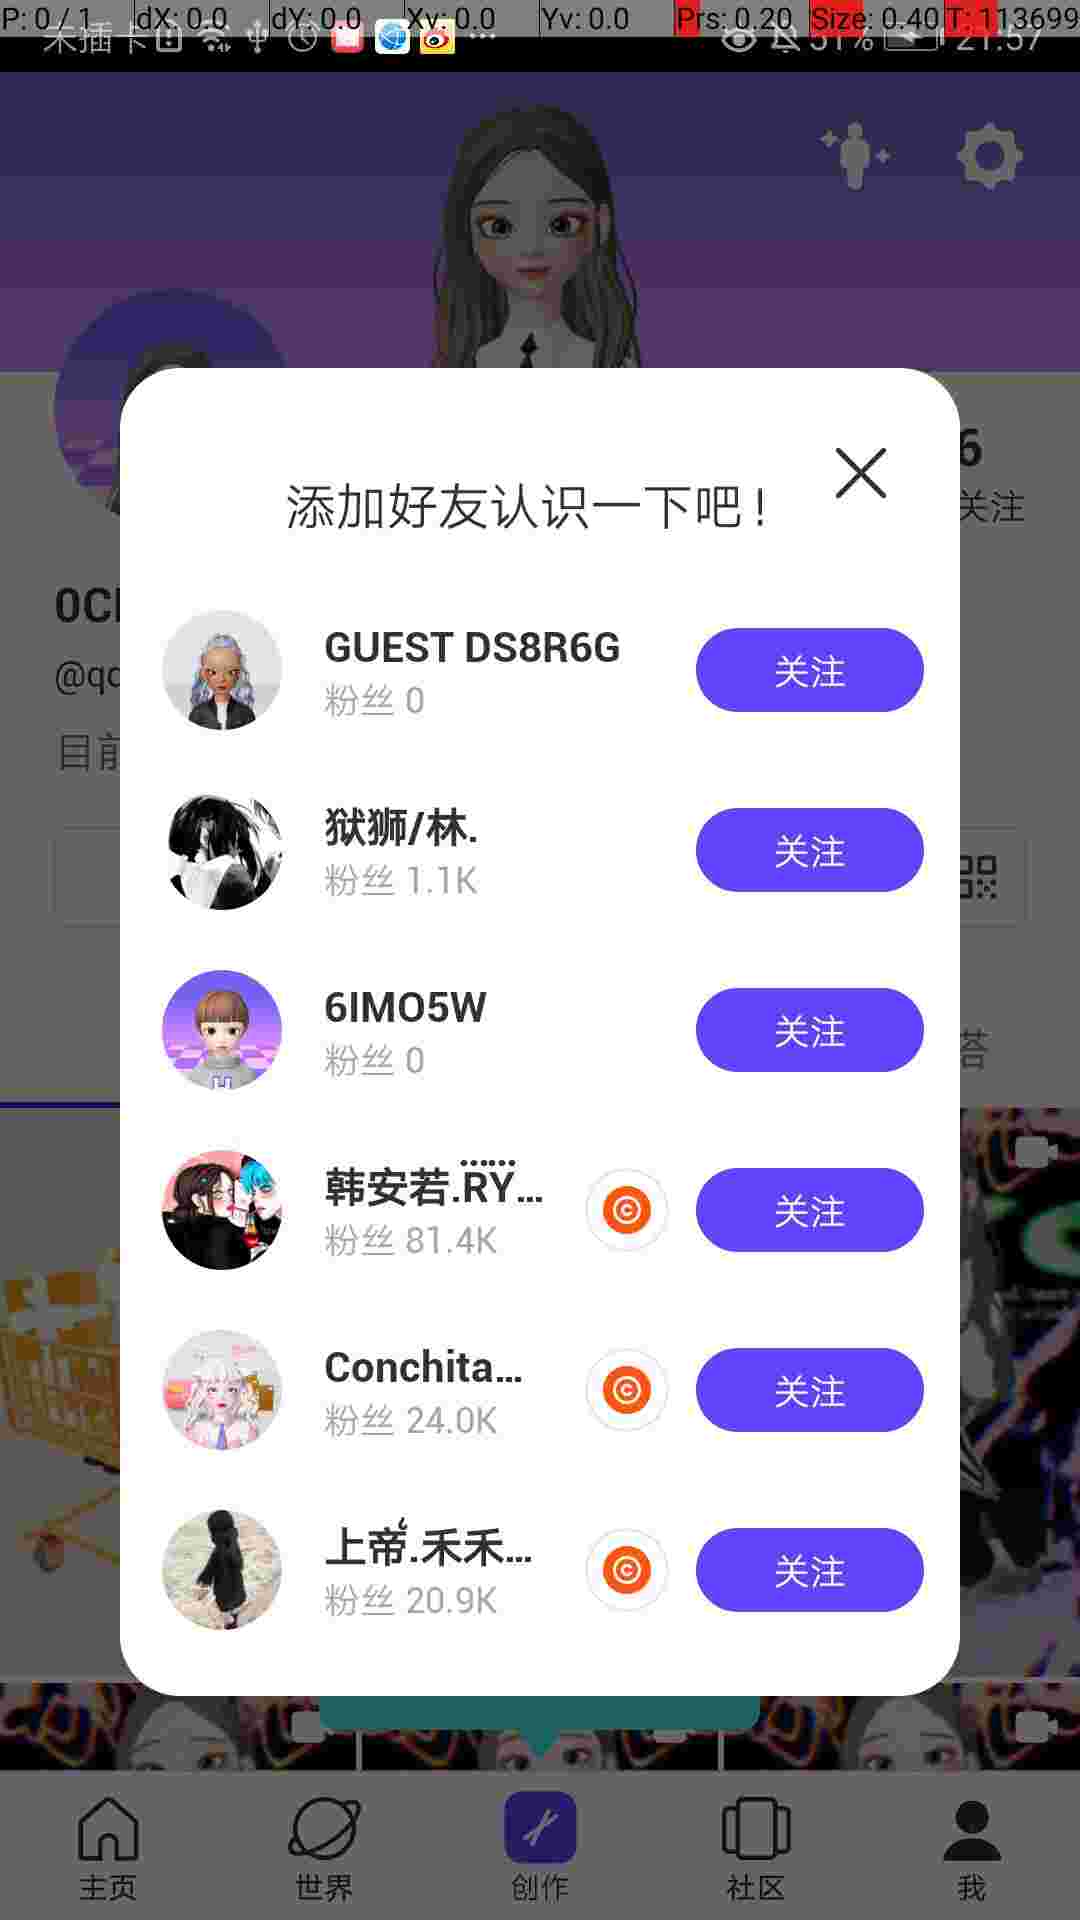 P: 0 / 1 dX: 0.0 dY: 0.0 Xv: 0.0 Yv: 0.0 Prs: 0.20 Size: 0.40 T: 113699
未插卡 51% 21:57
添加好友认识一下吧!
6
关注
GUEST DS8R6G
粉丝 0
关注
@qc
目前
狱狮/林.
粉丝 1.1K
关注
6IMO5W
粉丝 0
关注
答
韩安若.RY...
粉丝 81.4K
关注
Conchita...
粉丝 24.0K
关注
上帝.禾禾...
粉丝 20.9K
关注
主页 世界 创作 社区 我